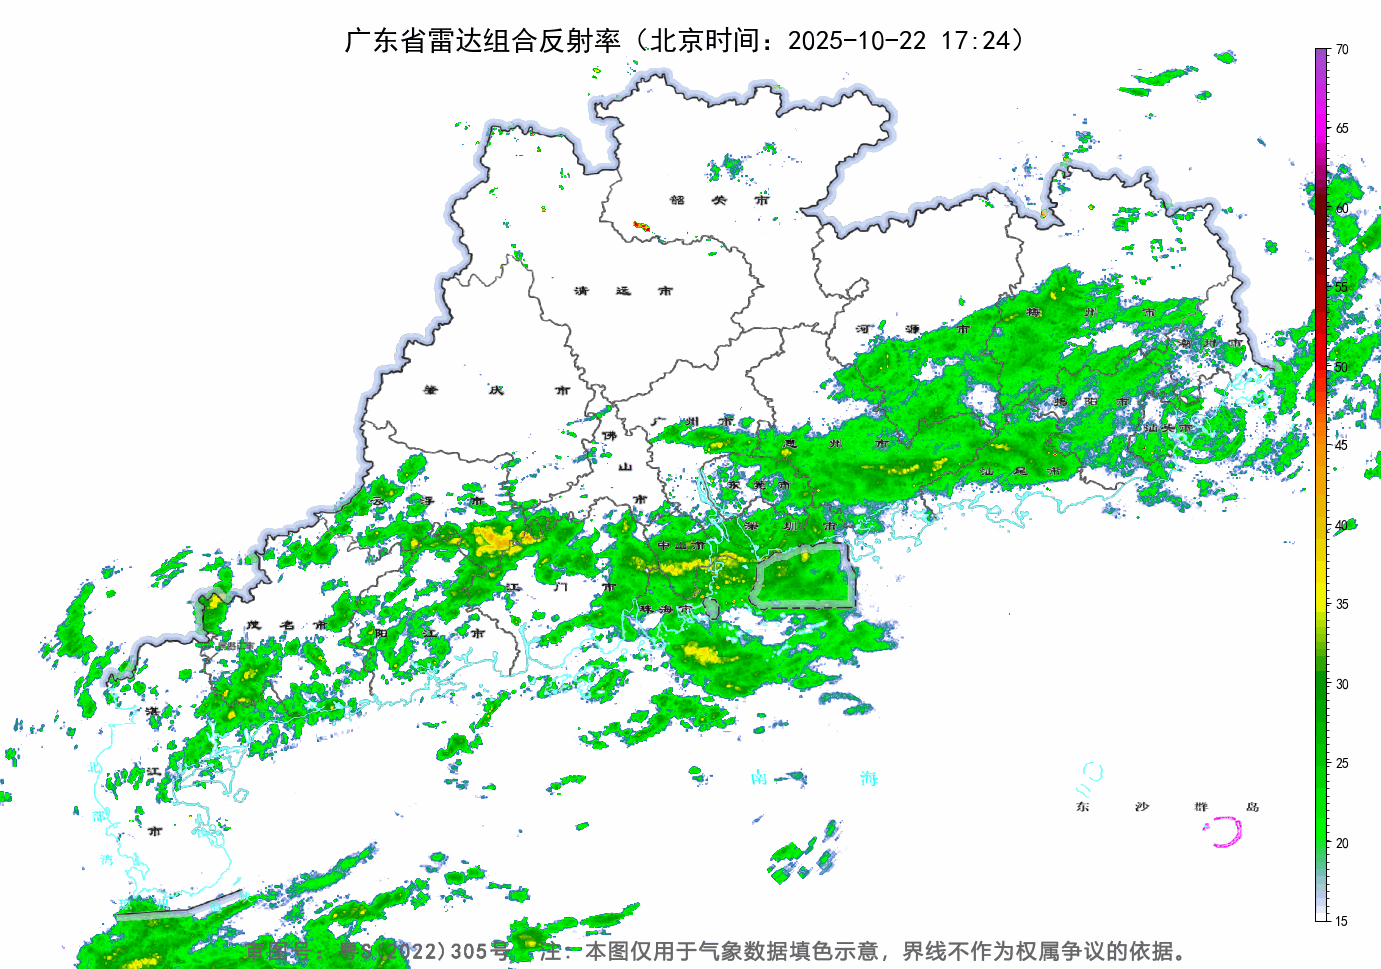 广东省雷达组合反射率（北京时间：2025-10-22 17:24）
70
65
韶 关 市
60
清 远 市
55
梅 州 市
河 源 市
潮 州 市
50
肇 庆 市
揭 阳 市
广 州 市
汕 头 市
佛
山
市
惠 州 市
45
汕 尾 市
东 莞 市
云 浮 市
深 圳 市
40
中 山 市
江 门 市
35
珠 海 市
茂 名 市
阳 江 市
30
湛
江
市
25
北
部
湾
南 海
东 沙 群 岛
20
15
审图号：粤S(2022)305号 注：本图仅用于气象数据填色示意，界线不作为权属争议的依据。